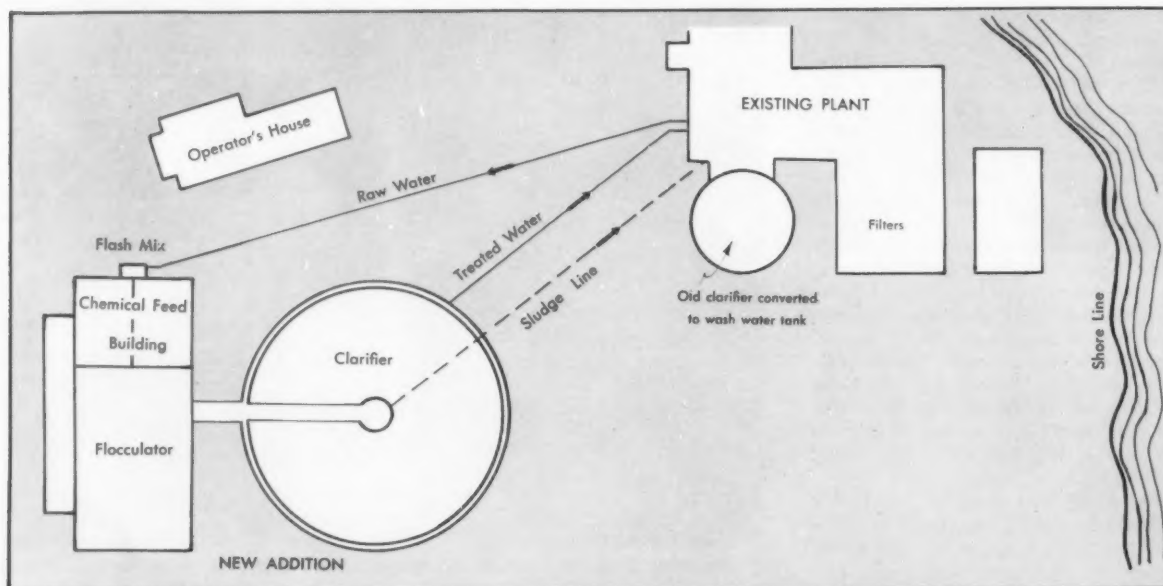 EXISTING PLANT
Operator's House
Raw Water
Treated Water
Sludge Line
Filters
Flash Mix
Chemical Feed
Building
Old clarifier converted
to wash water tank
Shore Line
Clarifier
Flocculator
NEW ADDITION